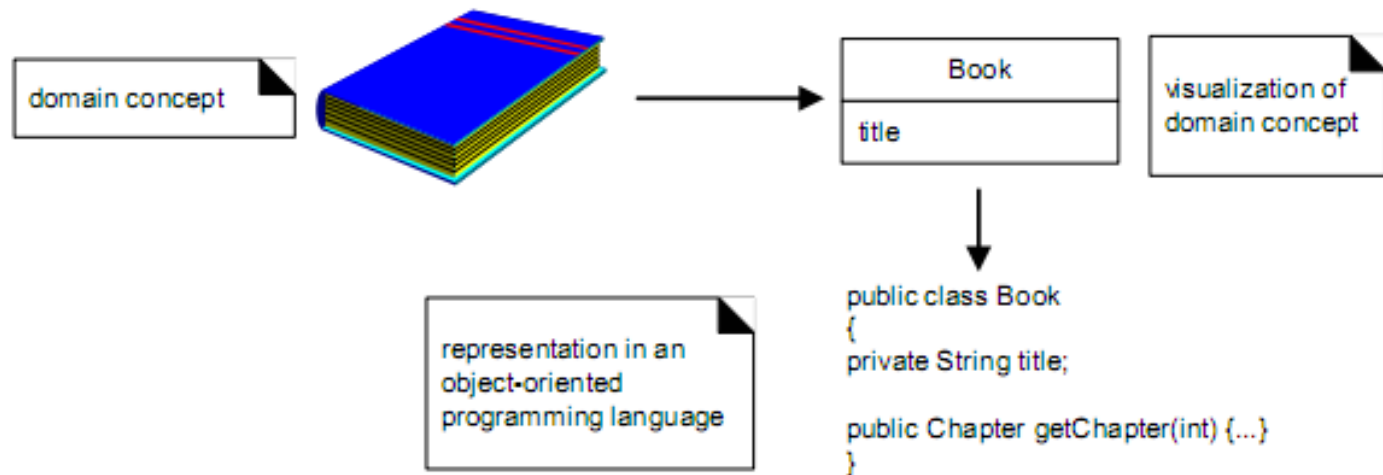 domain concept
Book
title
visualization of
domain concept
representation in an
object-oriented
programming language
public class Book
{
private String title;
public Chapter getChapter(int) {...}
}